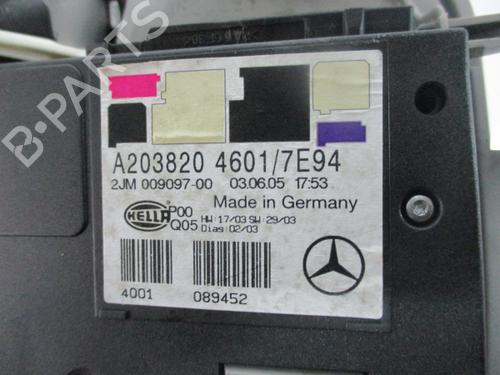 B-PARTS
A203820 4601/7E94
2JM 009097-00 03.06.05 17:53
Made in Germany
HELLA P00 HW:17/03 SW:29/03
Q05 Dias:02/03
4001 089452